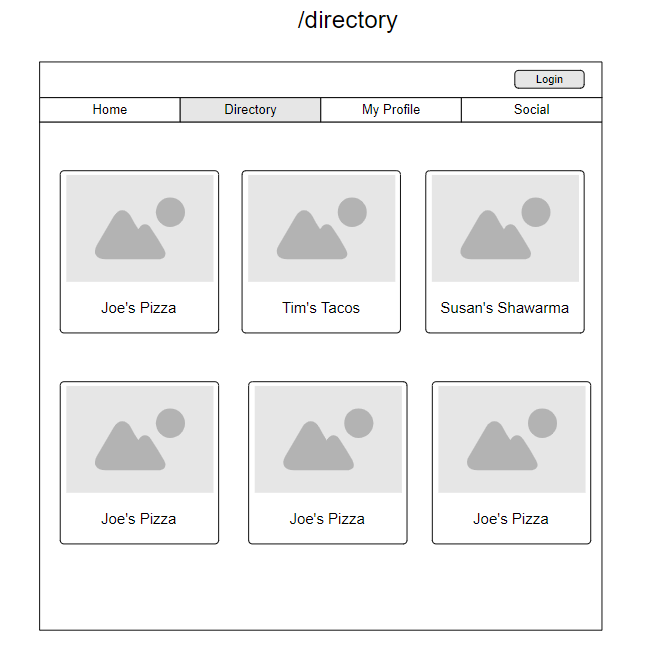 /directory
Login
Home Directory My Profile Social
Joe's Pizza Tim's Tacos Susan's Shawarma
Joe's Pizza Joe's Pizza Joe's Pizza